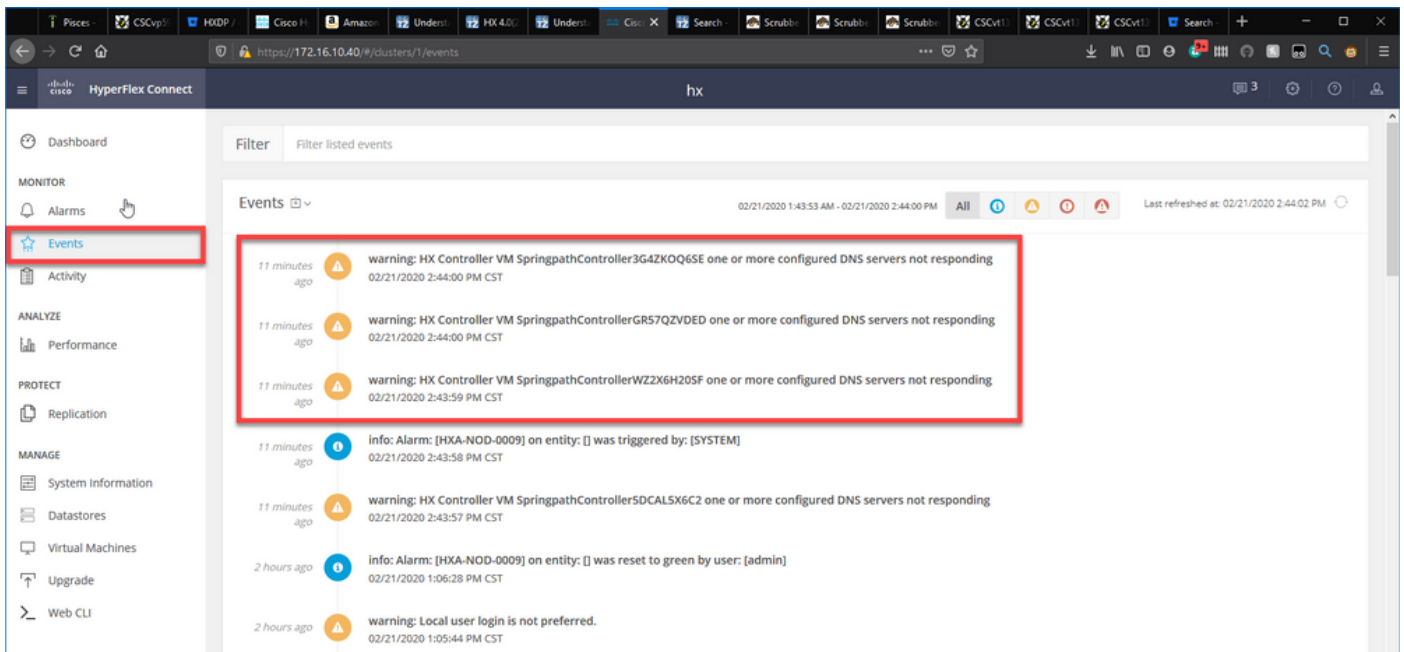 Pisces -
CSCvp5
HXDP /
Cisco H
Amazon
Underst
HX 4.0(2
Underst
Cisc
Search -
Scrubbe
Scrubbe
Scrubbe
CSCvt13
CSCvt13
CSCvt13
Search -
https://172.16.10.40/#/clusters/1/events
cisco HyperFlex Connect
hx
3
Dashboard
MONITOR
Alarms
Events
Activity
ANALYZE
Performance
PROTECT
Replication
MANAGE
System Information
Datastores
Virtual Machines
Upgrade
Web CLI
Filter Filter listed events
Events
02/21/2020 1:43:53 AM - 02/21/2020 2:44:00 PM
All
Last refreshed at: 02/21/2020 2:44:02 PM
11 minutes ago
warning: HX Controller VM SpringpathController3G4ZKOQ6SE one or more configured DNS servers not responding
02/21/2020 2:44:00 PM CST
11 minutes ago
warning: HX Controller VM SpringpathControllerGR57QZVDED one or more configured DNS servers not responding
02/21/2020 2:44:00 PM CST
11 minutes ago
warning: HX Controller VM SpringpathControllerWZ2X6H20SF one or more configured DNS servers not responding
02/21/2020 2:43:59 PM CST
11 minutes ago
info: Alarm: [HXA-NOD-0009] on entity: [] was triggered by: [SYSTEM]
02/21/2020 2:43:58 PM CST
11 minutes ago
warning: HX Controller VM SpringpathController5DCAL5X6C2 one or more configured DNS servers not responding
02/21/2020 2:43:57 PM CST
2 hours ago
info: Alarm: [HXA-NOD-0009] on entity: [] was reset to green by user: [admin]
02/21/2020 1:06:28 PM CST
2 hours ago
warning: Local user login is not preferred.
02/21/2020 1:05:44 PM CST